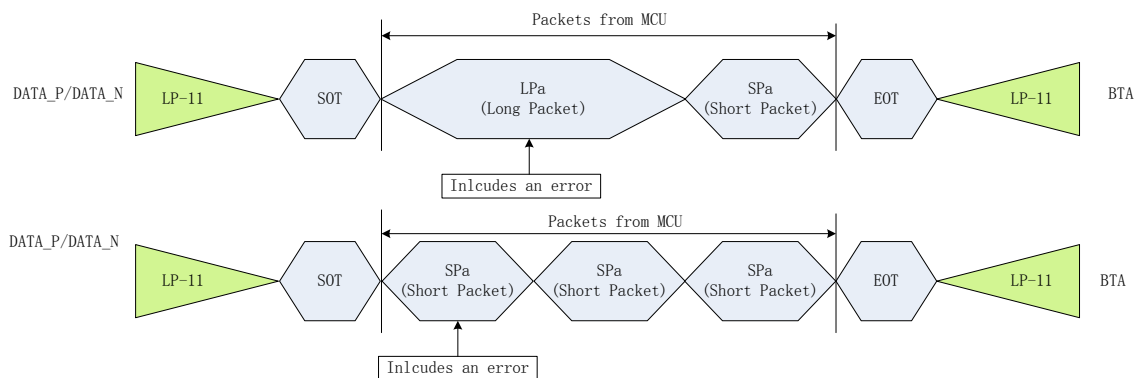 Packets from MCU
DATA_P/DATA_N
LP-11
SOT
LPa
(Long Packet)
SPa
(Short Packet)
EOT
LP-11
BTA
Inlcudes an error
Packets from MCU
DATA_P/DATA_N
LP-11
SOT
SPa
(Short Packet)
SPa
(Short Packet)
SPa
(Short Packet)
EOT
LP-11
BTA
Inlcudes an error